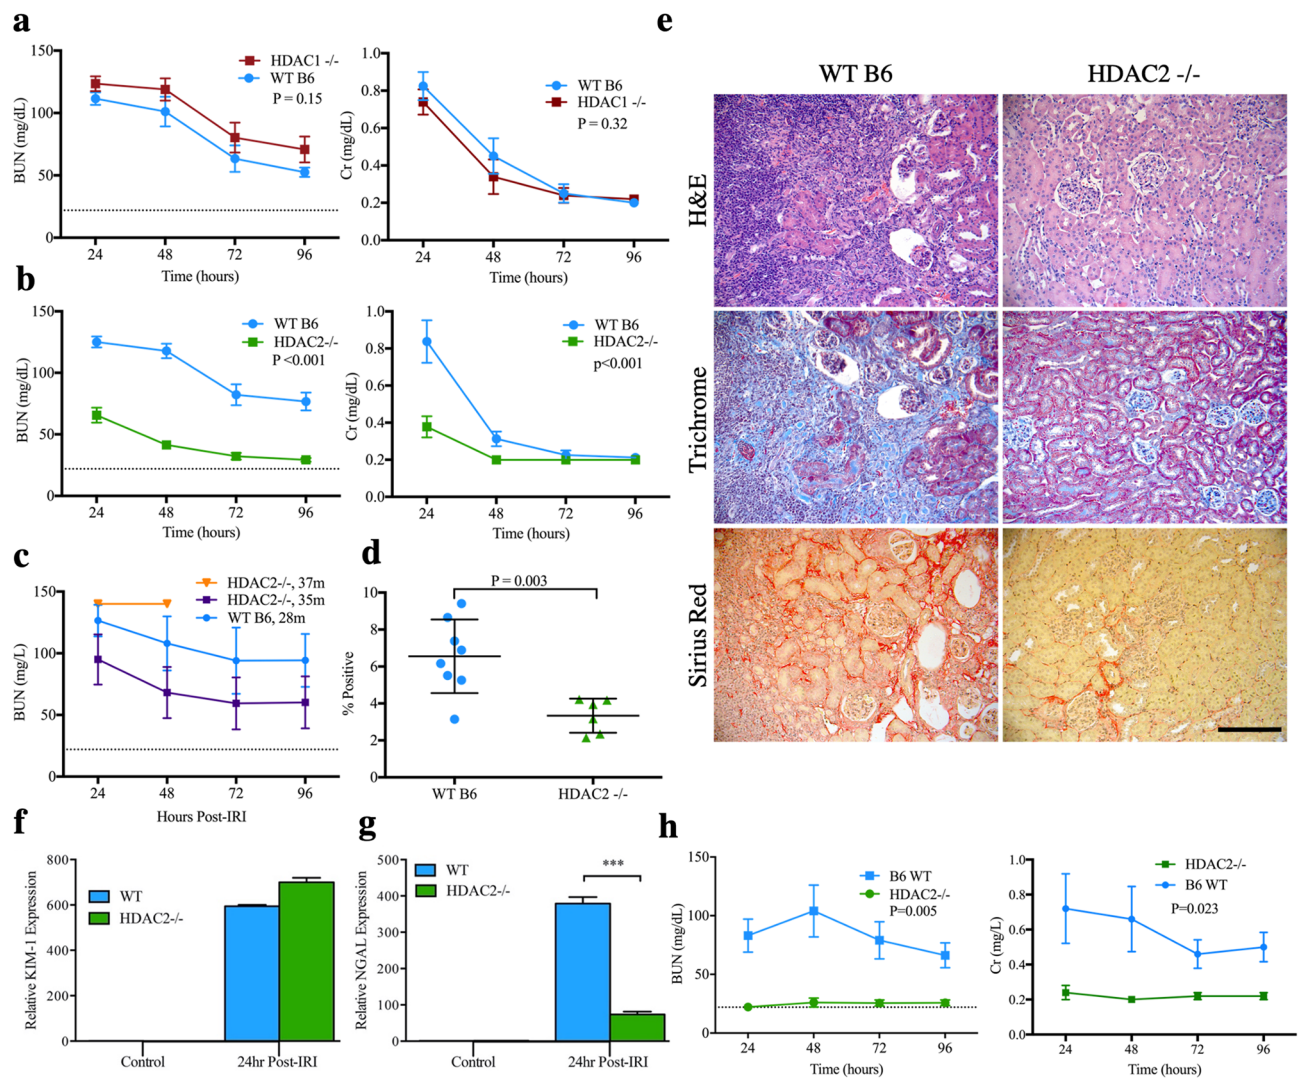 a
150
100
50
0
BUN (mg/dL)
HDAC1 -/-
WT B6
P = 0.15
24 48 72 96
Time (hours)
1.0
0.8
0.6
0.4
0.2
0.0
Cr (mg/dL)
WT B6
HDAC1 -/-
P = 0.32
24 48 72 96
Time (hours)
b
150
100
50
0
BUN (mg/dL)
WT B6
HDAC2-/-
P <0.001
24 48 72 96
Time (hours)
1.0
0.8
0.6
0.4
0.2
0.0
Cr (mg/dL)
WT B6
HDAC2-/-
p<0.001
24 48 72 96
Time (hours)
c
150
100
50
0
BUN (mg/L)
HDAC2-/-, 37m
HDAC2-/-, 35m
WT B6, 28m
24 48 72 96
Hours Post-IRI
d
10
8
6
4
2
0
% Positive
P = 0.003
WT B6 HDAC2 -/-
e
WT B6 HDAC2 -/-
H&E
Trichrome
Sirius Red
f
800
600
400
200
0
Relative KIM-1 Expression
WT
HDAC2-/-
Control 24hr Post-IRI
g
500
400
300
200
100
0
Relative NGAL Expression
WT
HDAC2-/-
***
Control 24hr Post-IRI
h
150
100
50
0
BUN (mg/dL)
B6 WT
HDAC2-/-
P=0.005
24 48 72 96
Time (hours)
1.0
0.8
0.6
0.4
0.2
0.0
Cr (mg/L)
HDAC2-/-
B6 WT
P=0.023
24 48 72 96
Time (hours)